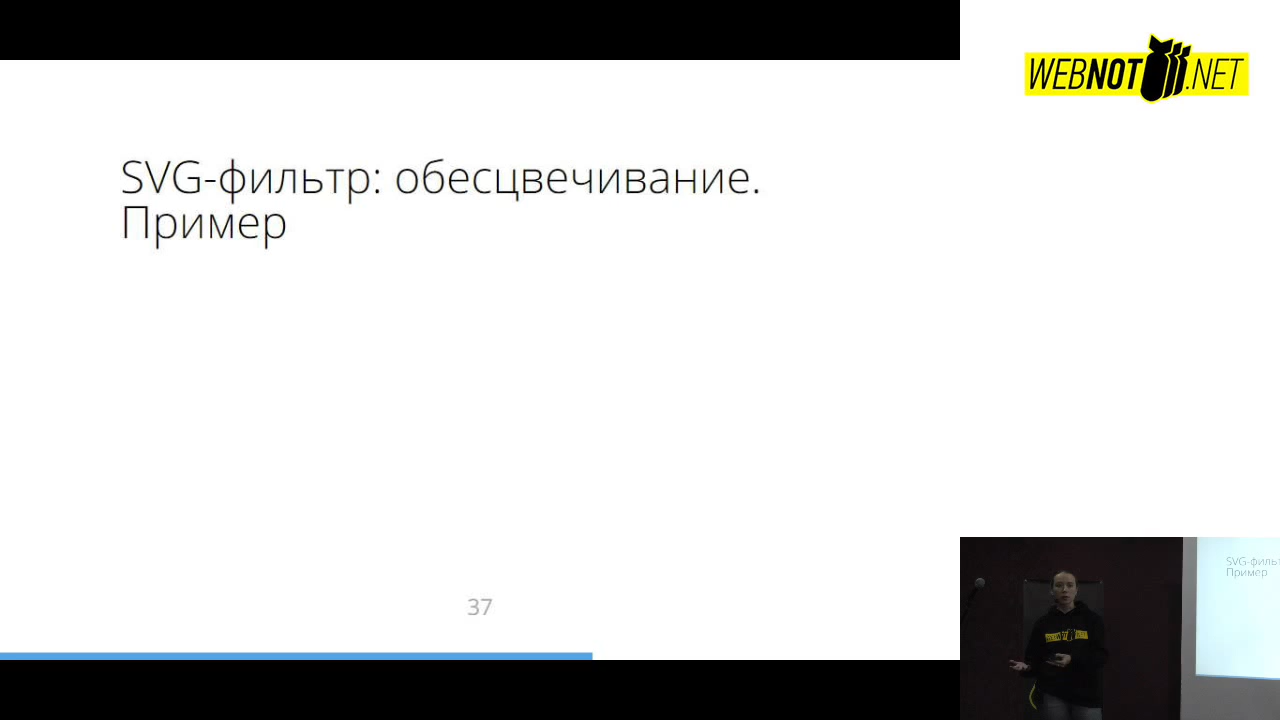 SVG-фильтр: обесцвечивание.
Пример
37
WEBNOT.NET
SVG-фильт
Пример